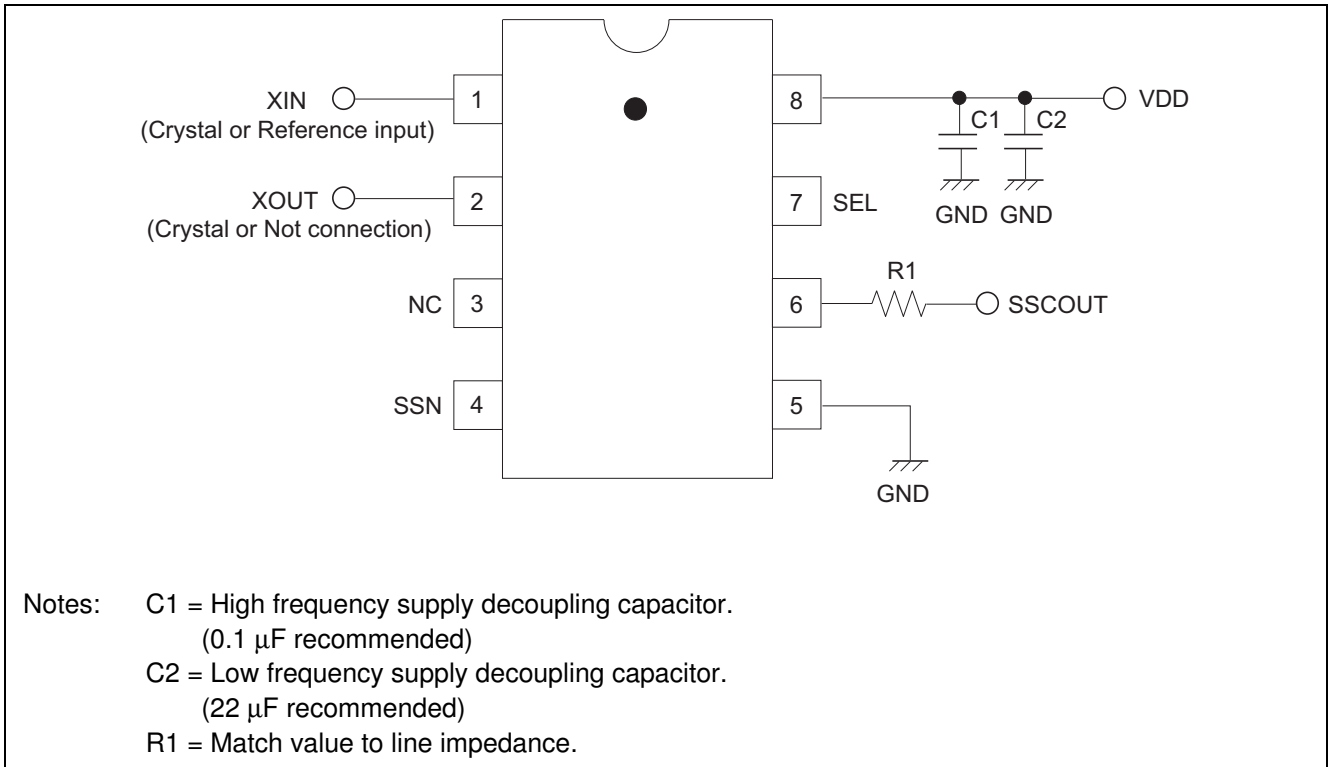 XIN
(Crystal or Reference input)
1
8
VDD
C1
C2
GND GND
XOUT
(Crystal or Not connection)
2
7
SEL
NC
3
6
R1
SSCOUT
SSN
4
5
GND
Notes: C1 = High frequency supply decoupling capacitor.
(0.1 μF recommended)
C2 = Low frequency supply decoupling capacitor.
(22 μF recommended)
R1 = Match value to line impedance.